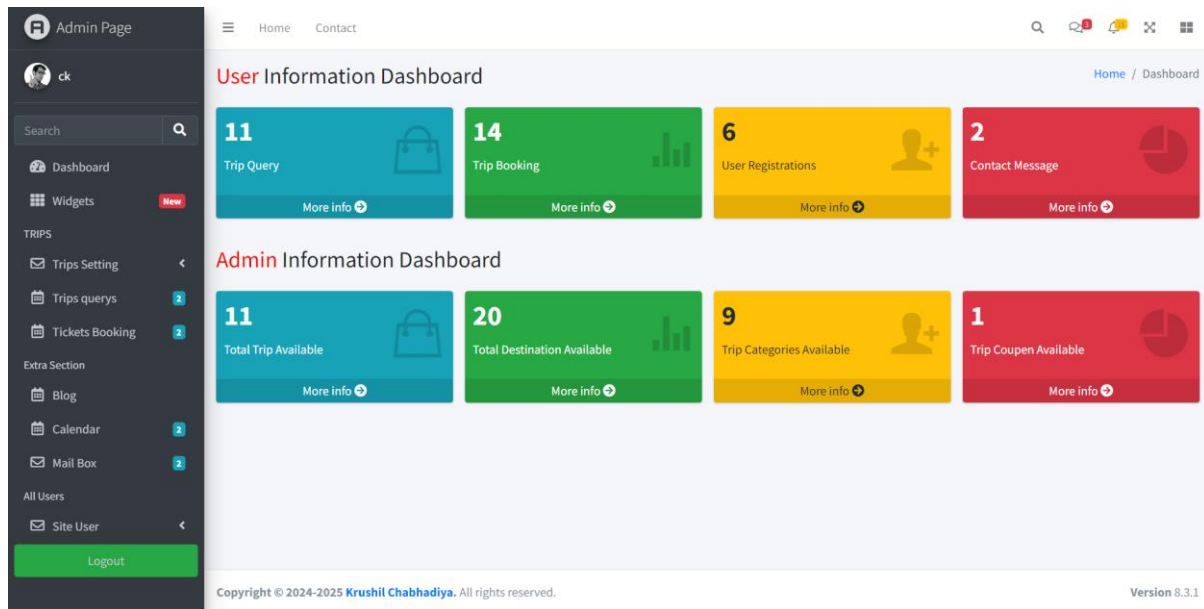 Admin Page
ck
Search
Dashboard
Widgets New
TRIPS
Trips Setting
Trips querys 2
Tickets Booking 2
Extra Section
Blog
Calendar 2
Mail Box 2
All Users
Site User
Logout
Home Contact
3
User Information Dashboard
Home / Dashboard
11
Trip Query
More info
14
Trip Booking
More info
6
User Registrations
More info
2
Contact Message
More info
Admin Information Dashboard
11
Total Trip Available
More info
20
Total Destination Available
More info
9
Trip Categories Available
More info
1
Trip Coupen Available
More info
Copyright © 2024-2025 Krushil Chabhadiya. All rights reserved.
Version 8.3.1